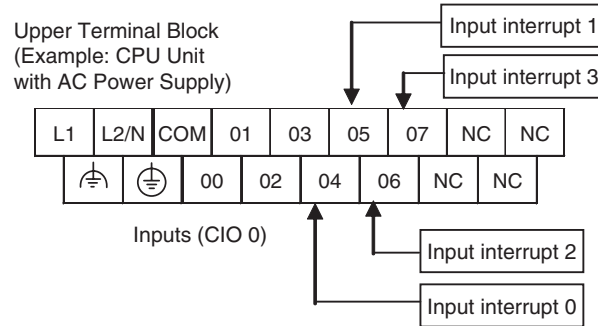 Upper Terminal Block
(Example: CPU Unit
with AC Power Supply)
Input interrupt 1
Input interrupt 3
L1 L2/N COM 01 03 05 07 NC NC
00 02 04 06 NC NC
Inputs (CIO 0)
Input interrupt 2
Input interrupt 0